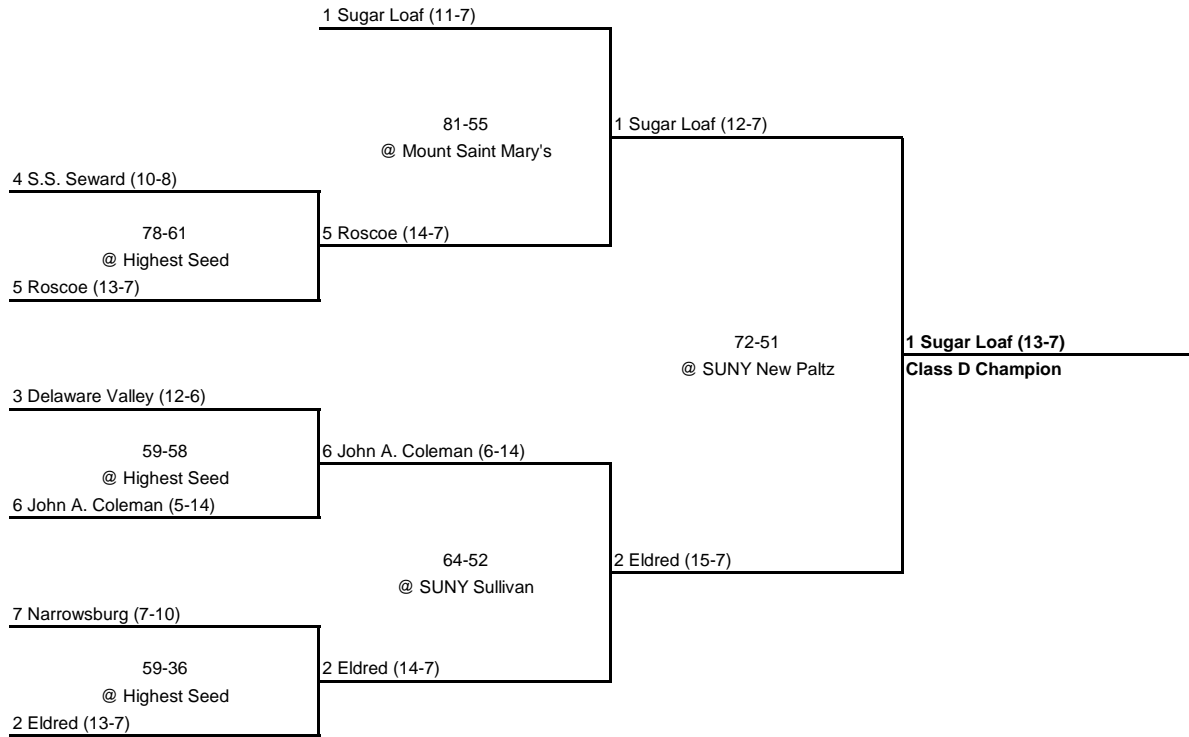 1 Sugar Loaf (11-7)
81-55
@ Mount Saint Mary's
1 Sugar Loaf (12-7)
4 S.S. Seward (10-8)
78-61
@ Highest Seed
5 Roscoe (14-7)
5 Roscoe (13-7)
72-51
@ SUNY New Paltz
1 Sugar Loaf (13-7)
Class D Champion
3 Delaware Valley (12-6)
59-58
@ Highest Seed
6 John A. Coleman (6-14)
6 John A. Coleman (5-14)
64-52
@ SUNY Sullivan
2 Eldred (15-7)
7 Narrowsburg (7-10)
59-36
@ Highest Seed
2 Eldred (14-7)
2 Eldred (13-7)